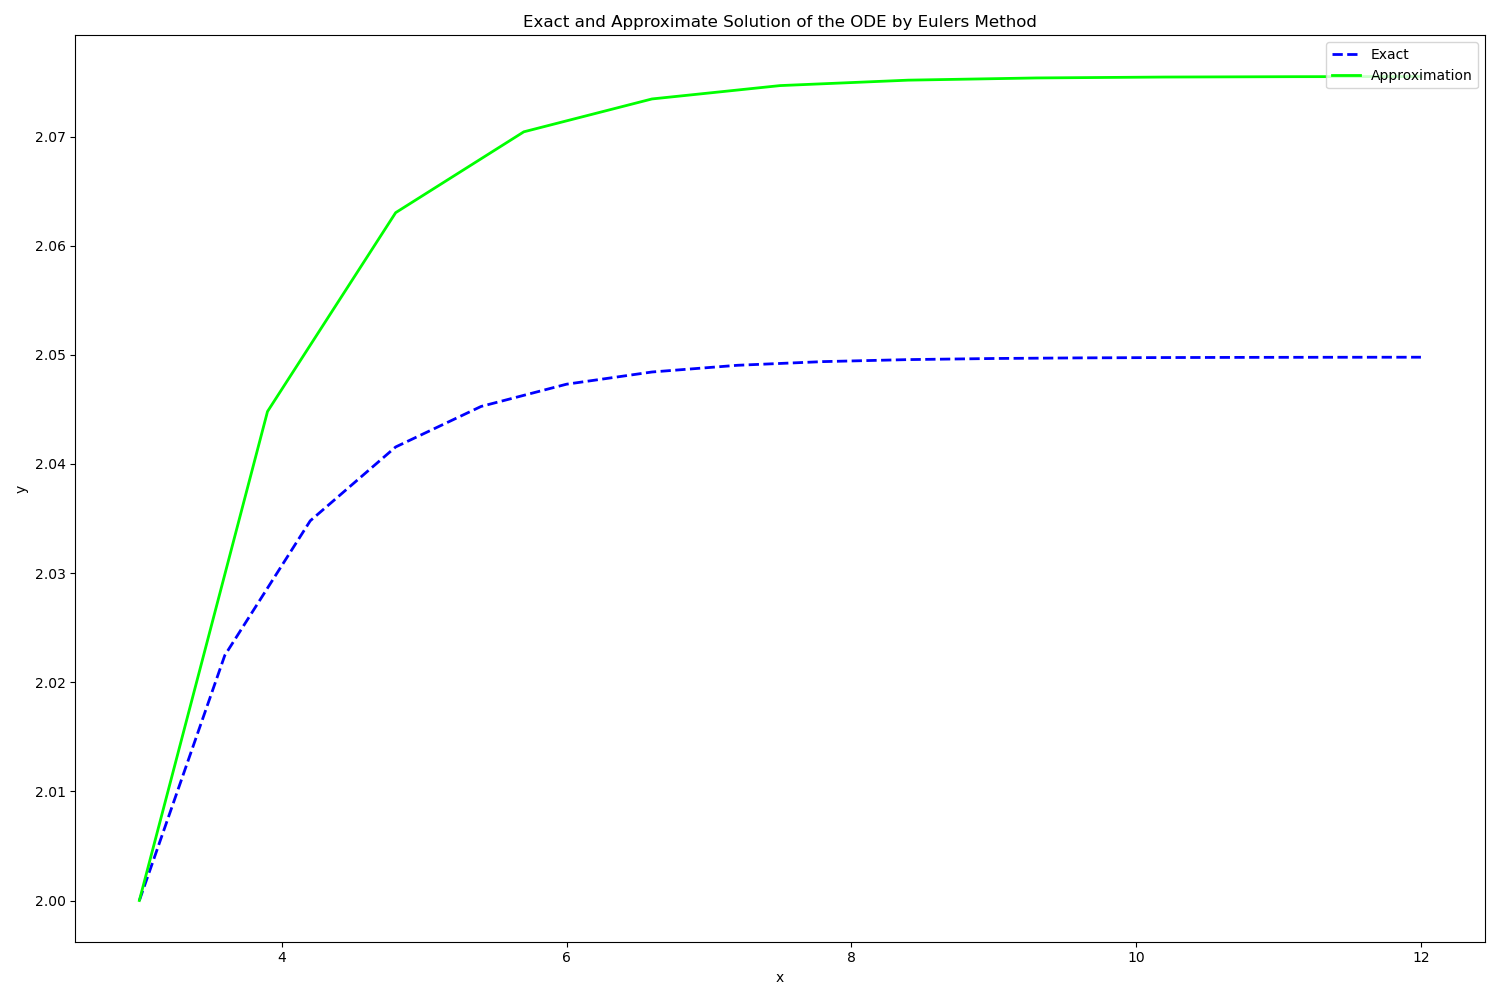 Exact and Approximate Solution of the ODE by Eulers Method
Exact
Approximation
2.07
2.06
2.05
2.04
2.03
2.02
2.01
2.00
y
4
6
8
10
12
x